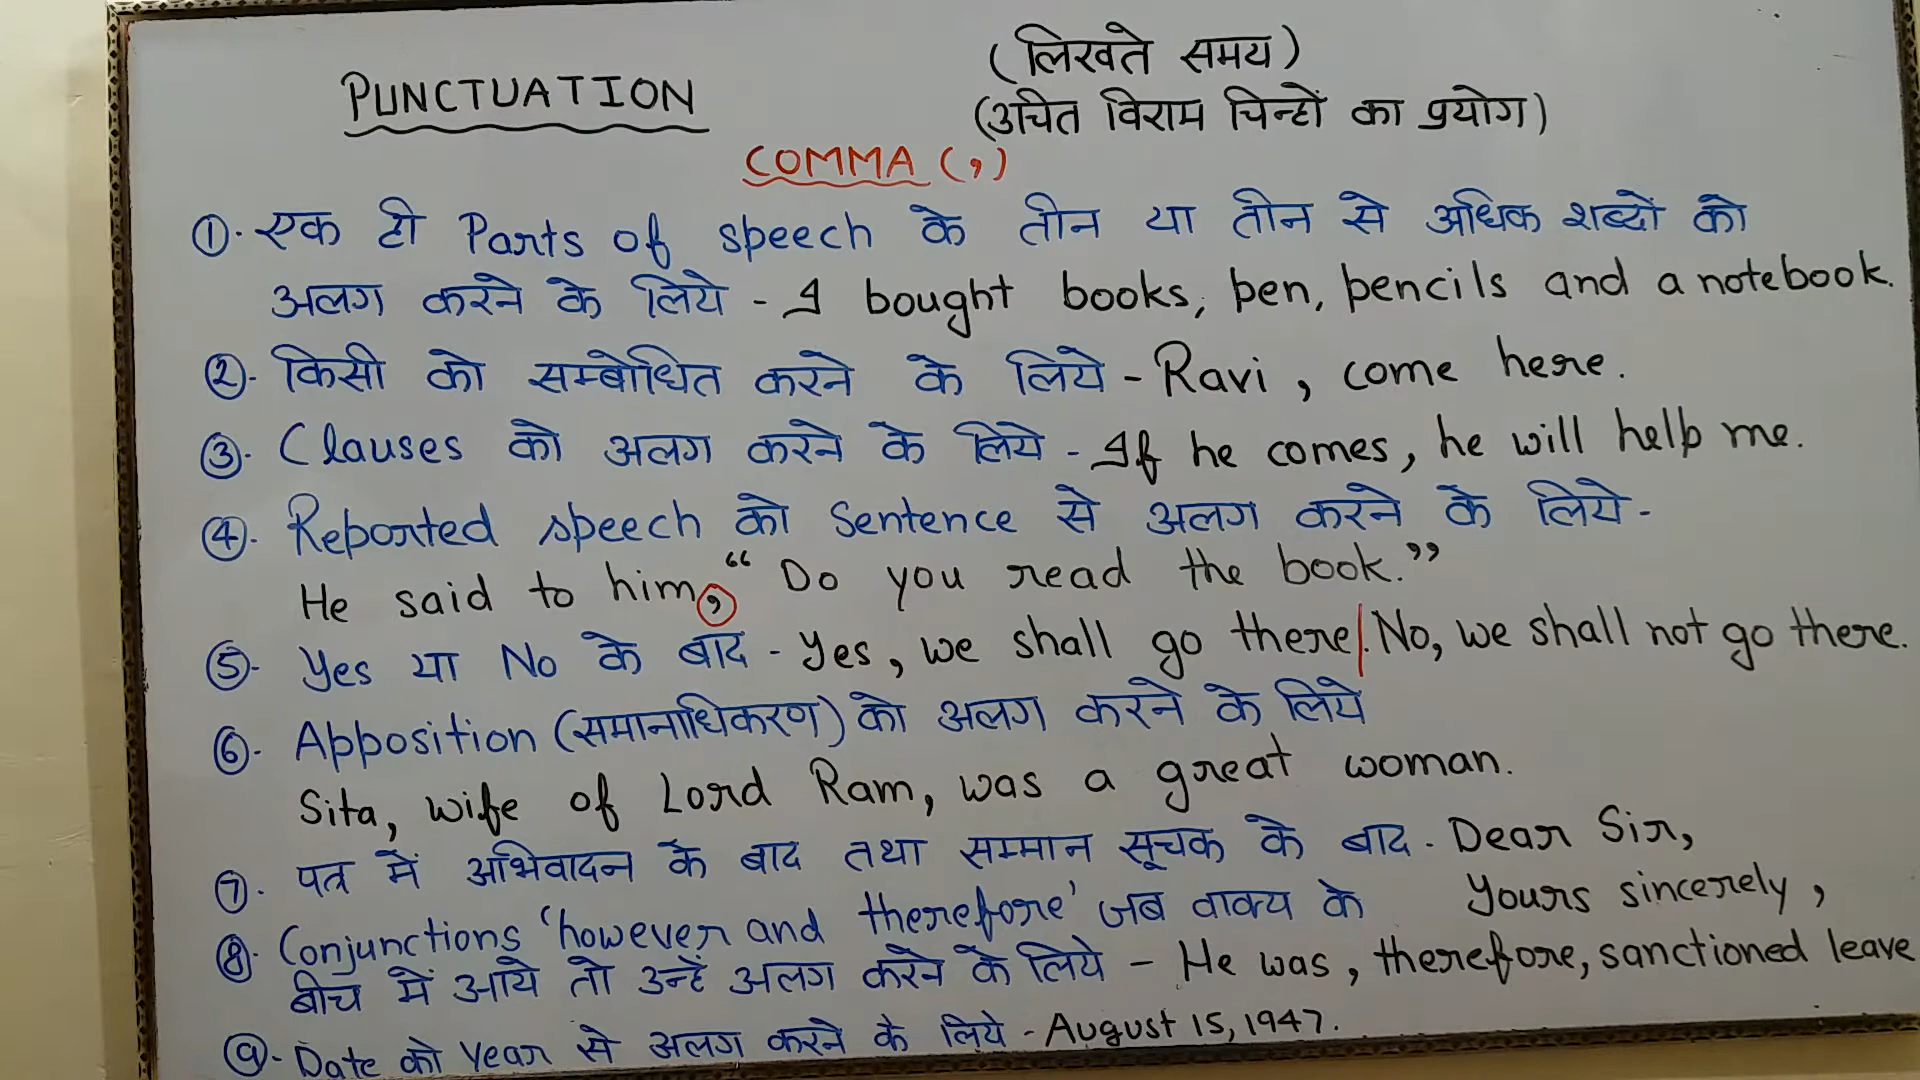 PUNCTUATION
(लिखते समय)
(उचित विराम चिन्हों का प्रयोग)
COMMA (,)
①. एक ही Parts of speech के तीन या तीन से अधिक शब्दों को
अलग करने के लिये - I bought books, pen, pencils and a notebook.
②. किसी को सम्बोधित करने के लिये - Ravi, come here.
③. Clauses को अलग करने के लिये - If he comes, he will help me.
④. Reported speech को sentence से अलग करने के लिये -
He said to him, “Do you read the book.”
⑤. Yes या No के बाद - Yes, we shall go there|. No, we shall not go there.
⑥. Apposition (समानाधिकरण) को अलग करने के लिये
Sita, wife of Lord Ram, was a great woman.
⑦. पत्र में अभिवादन के बाद तथा सम्मान सूचक के बाद - Dear Sir,
Yours sincerely,
⑧. Conjunctions ‘however and therefore’ जब वाक्य के
बीच में आये तो उन्हें अलग करने के लिये - He was, therefore, sanctioned leave
⑨. Date को Year से अलग करने के लिये - August 15, 1947.